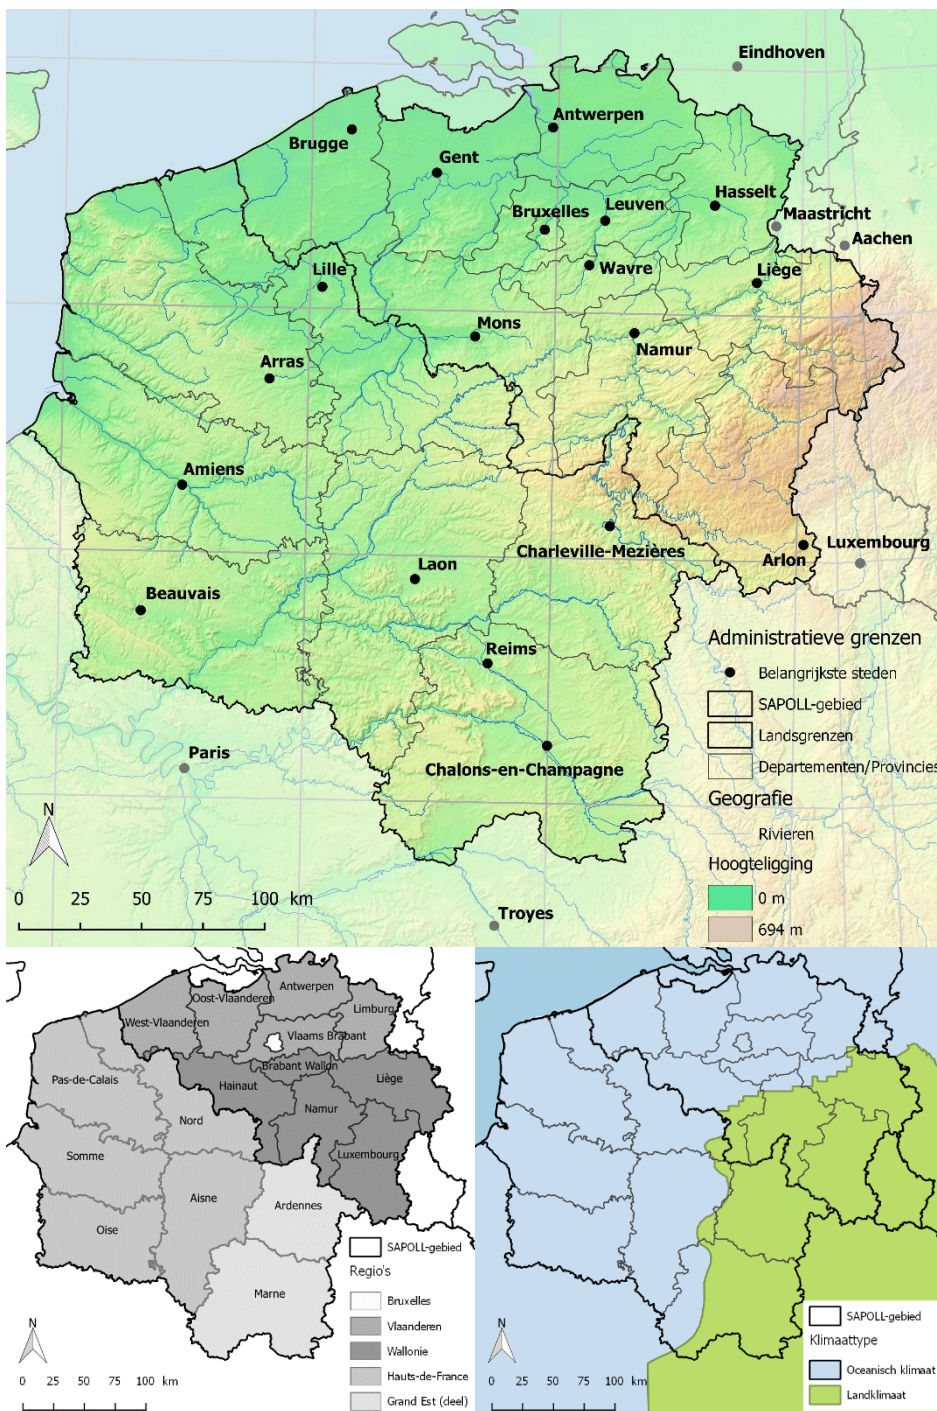 Eindhoven
Antwerpen
Brugge
Gent
Hasselt
Leuven
Bruxelles
Maastricht
Aachen
Wavre
Lille
Liège
Mons
Namur
Arras
Amiens
Charleville-Mezières
Luxembourg
Arlon
Laon
Beauvais
Reims
Paris
Chalons-en-Champagne
Troyes
Administratieve grenzen
Belangrijkste steden
SAPOLL-gebied
Landsgrenzen
Departementen/Provincies
Geografie
Rivieren
Hoogteligging
0 m
694 m
N
0 25 50 75 100 km
Antwerpen
Oost-Vlaanderen
Limburg
West-Vlaanderen
Vlaams Brabant
Brabant Wallon
Pas-de-Calais
Hainaut
Liège
Namur
Nord
Somme
Luxembourg
Aisne
Ardennes
Oise
Marne
SAPOLL-gebied
Regio's
Bruxelles
Vlaanderen
Wallonie
Hauts-de-France
Grand Est (deel)
N
0 25 50 75 100 km
SAPOLL-gebied
Klimaattype
Oceanisch klimaat
Landklimaat
N
0 25 50 75 100 km